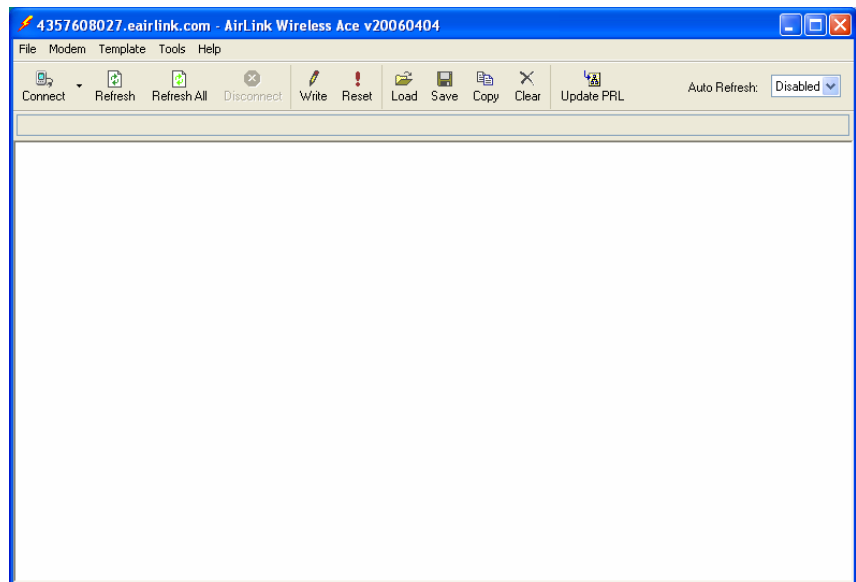 4357608027.eairlink.com - AirLink Wireless Ace v20060404
File Modem Template Tools Help
Connect Refresh Refresh All Disconnect Write Reset Load Save Copy Clear Update PRL Auto Refresh: Disabled